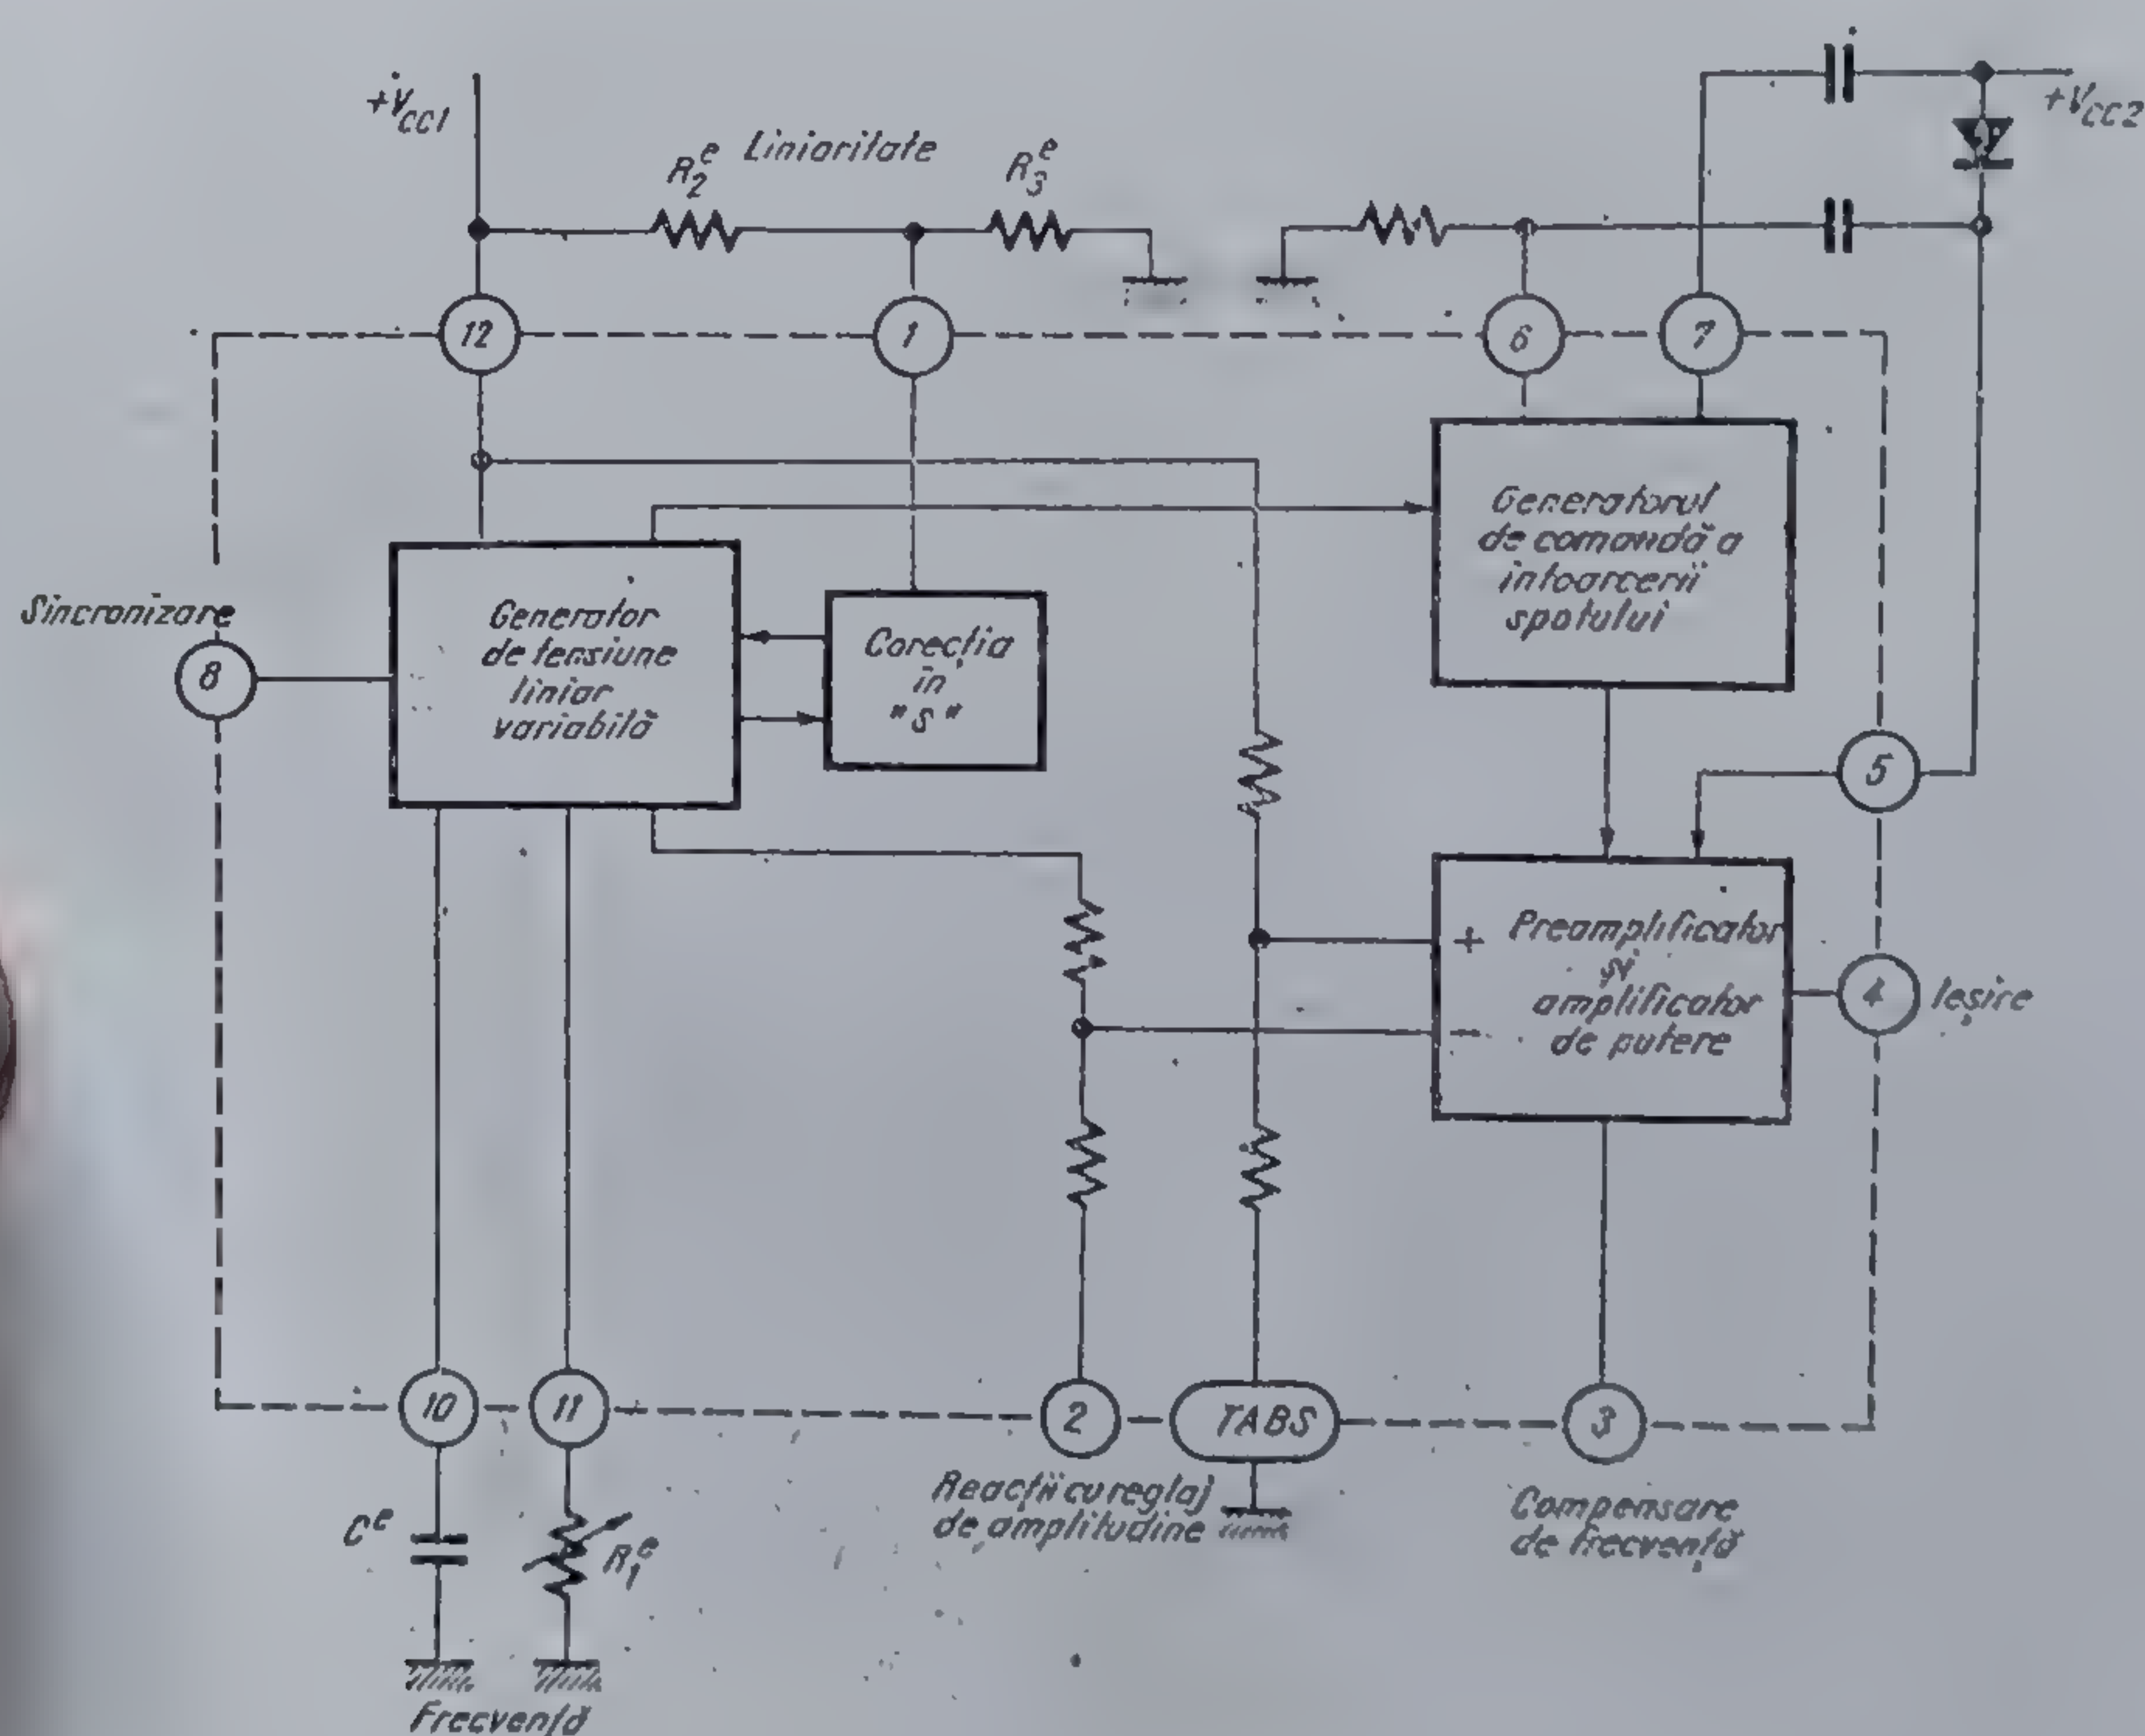 +V_CC1
R_2^e Liniaritate R_3^e
+V_CC2
12
1
6
7
Sincronizare
8
Generator
de tensiune
liniar
variabilă
Corecția
în
"S"
Generatorul
de comandă a
întoarcerii
spotului
5
+ Preamplificator
și
amplificator
de putere
−
4 Ieșire
10
11
2
TABS
3
Reacții cu reglaj
de amplitudine
Compensare
de frecvență
C^e
R_1^e
Frecvență